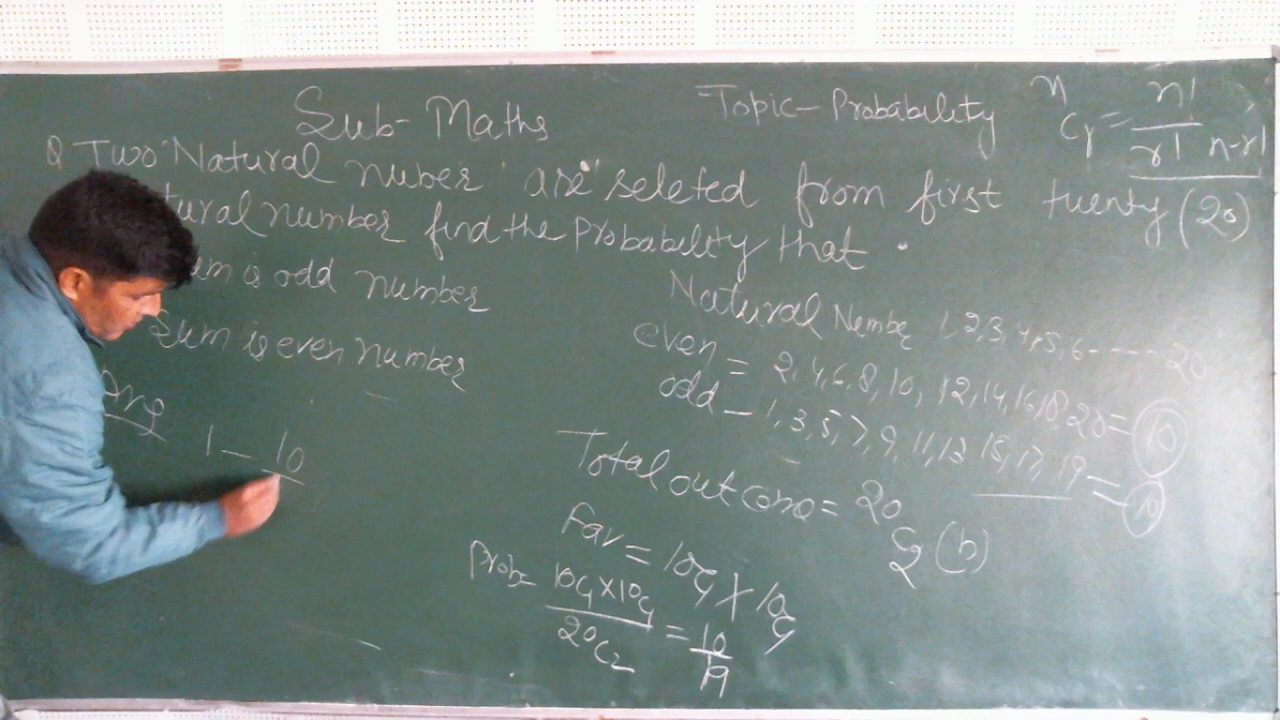 Sub- Maths
Topic- Probability
nCr = n! / r! n-r!
Q Two Natural nuber are seleted from first tuenty (20)
tural number find the probability that
um is odd number
Sum is even number
Natural Nembe 1,2,3,4,5,6-----20
even = 2,4,6,8,10,12,14,16,18,20= 10
odd - 1,3,5,7,9,11,13 15,17,19 = 10
1 - 10
Total out come = 20C2 (b)
Fav = 10C1 X 10C1
Prob= 10C1 X 10C1 / 20C2 = 10 / 19